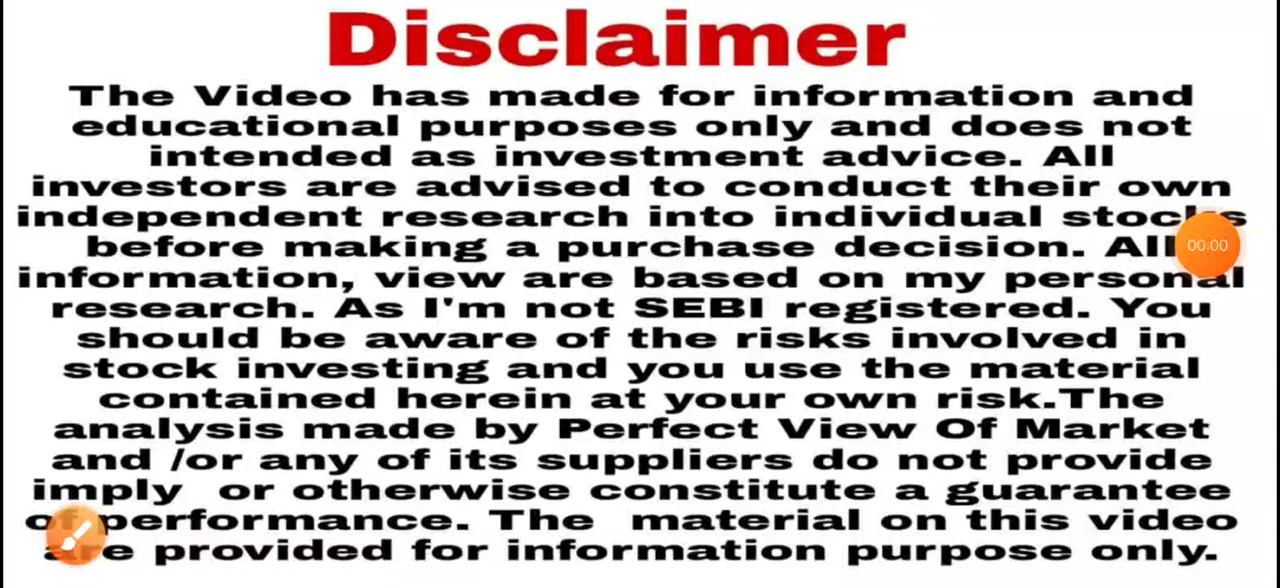 Disclaimer
The Video has made for information and
educational purposes only and does not
intended as investment advice. All
investors are advised to conduct their own
independent research into individual stocks
before making a purchase decision. All
information, view are based on my personal
research. As I'm not SEBI registered. You
should be aware of the risks involved in
stock investing and you use the material
contained herein at your own risk.The
analysis made by Perfect View Of Market
and /or any of its suppliers do not provide
imply or otherwise constitute a guarantee
of performance. The material on this video
are provided for information purpose only.
00:00